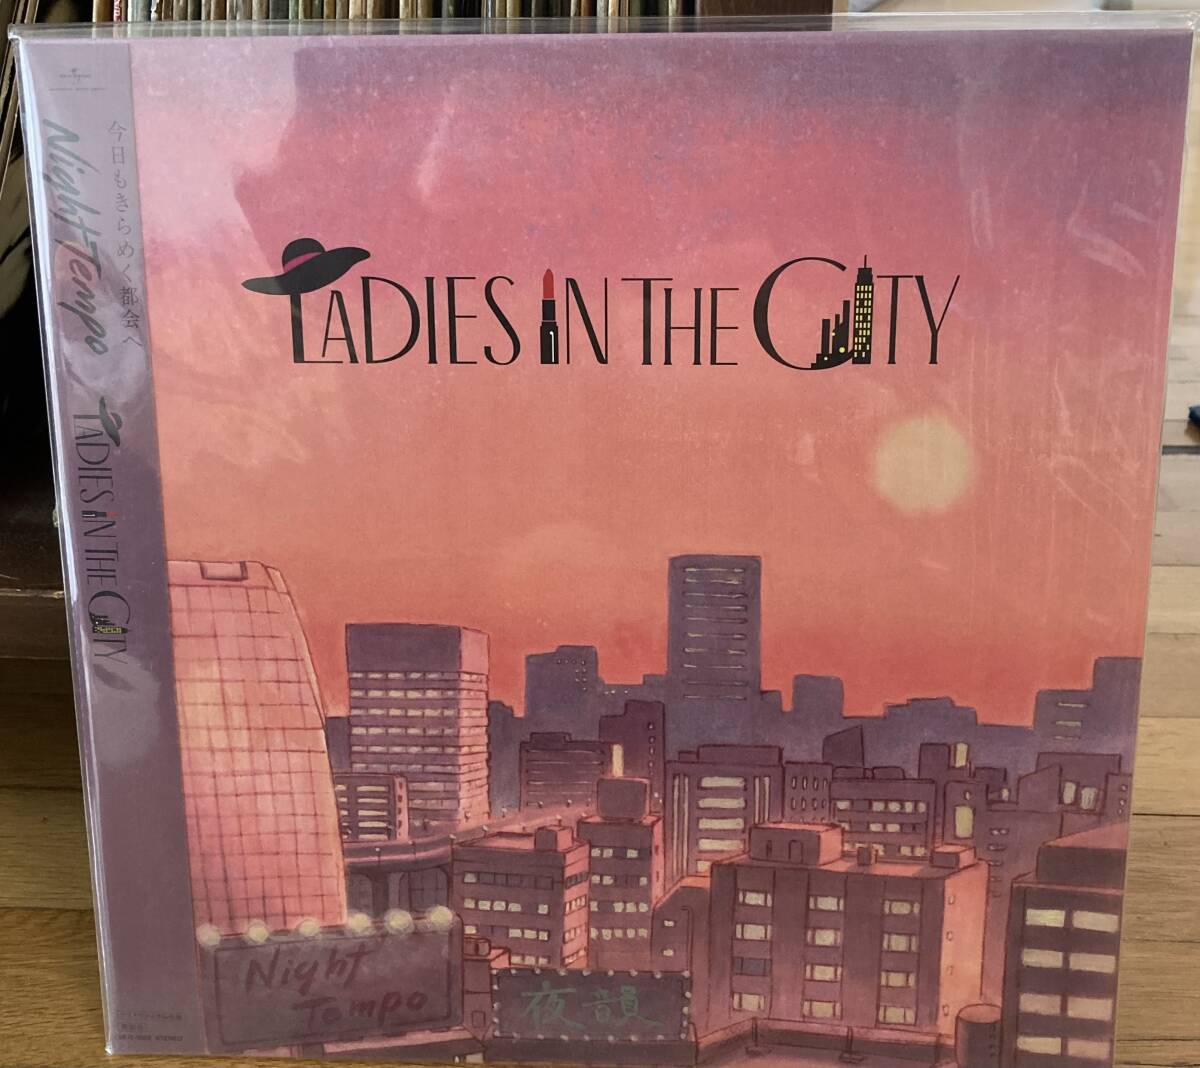 今日もきらめく都会へ
Night Tempo
LADIES IN THE CITY
LADIES IN THE CITY
Night
Tempo
夜韻